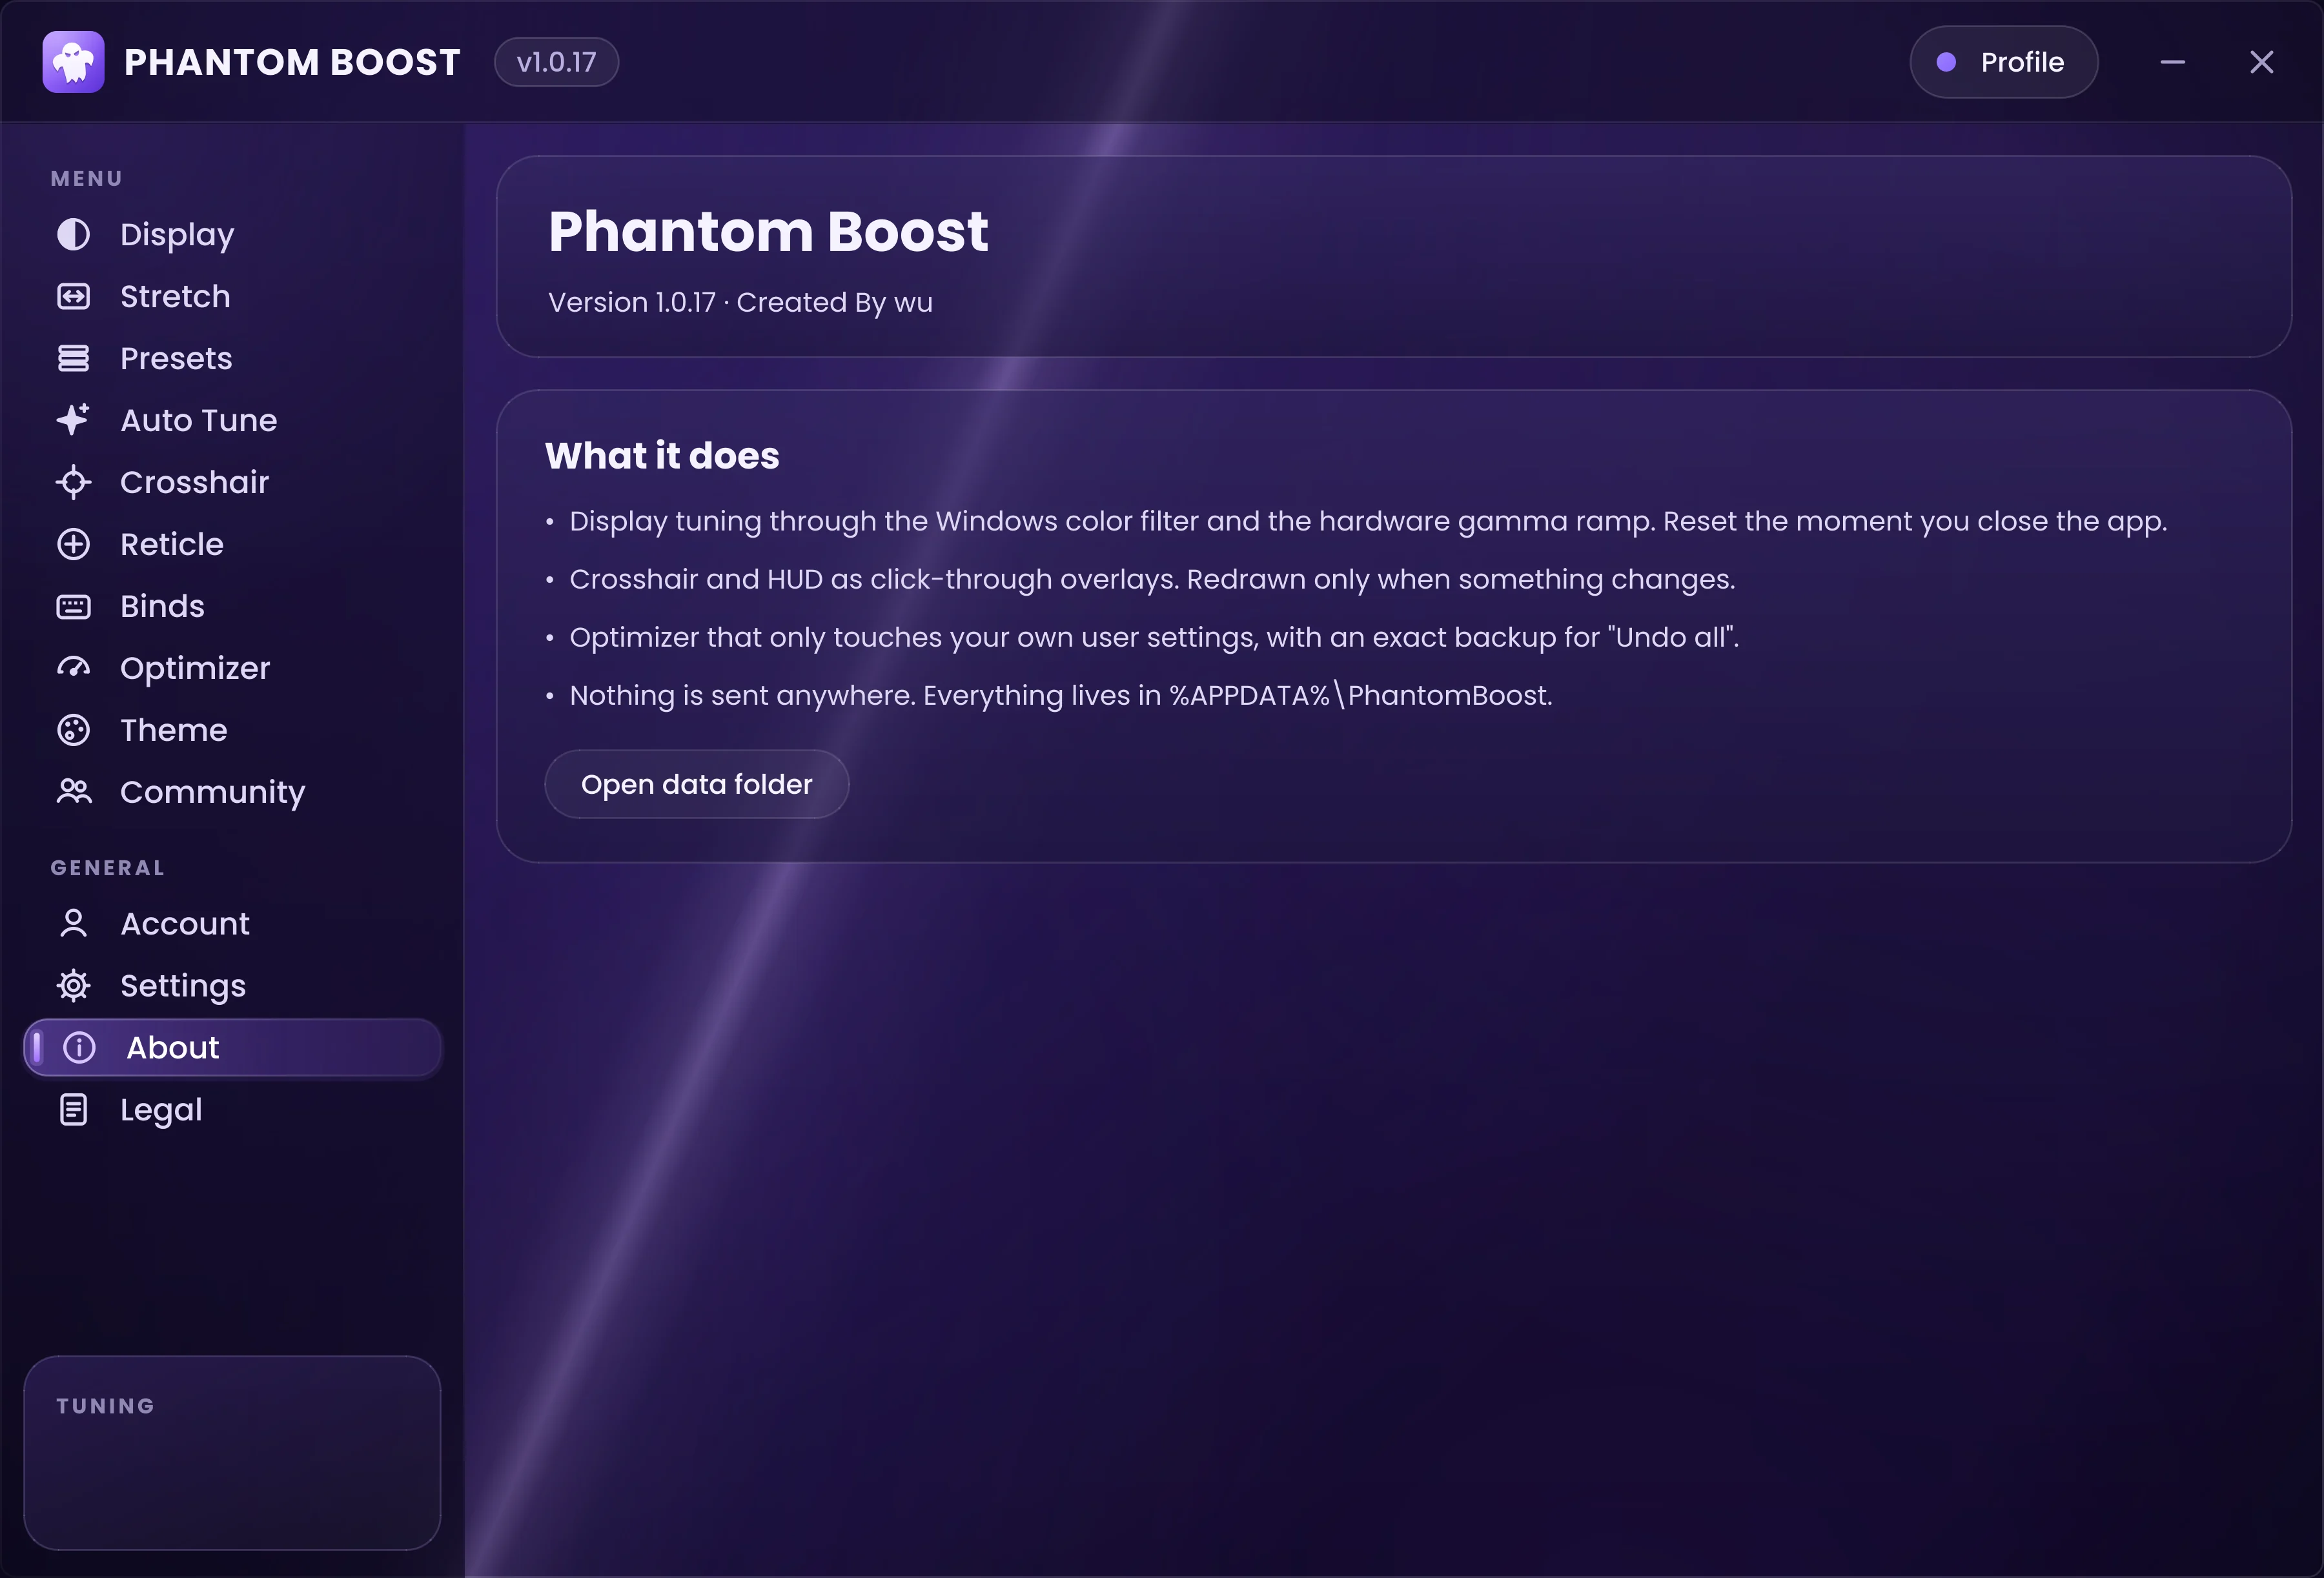 PHANTOM BOOST
v1.0.17
Profile
MENU
Display
Stretch
Presets
Auto Tune
Crosshair
Reticle
Binds
Optimizer
Theme
Community
GENERAL
Account
Settings
About
Legal
TUNING
Phantom Boost
Version 1.0.17 · Created By wu
What it does
• Display tuning through the Windows color filter and the hardware gamma ramp. Reset the moment you close the app.
• Crosshair and HUD as click-through overlays. Redrawn only when something changes.
• Optimizer that only touches your own user settings, with an exact backup for "Undo all".
• Nothing is sent anywhere. Everything lives in %APPDATA%\PhantomBoost.
Open data folder